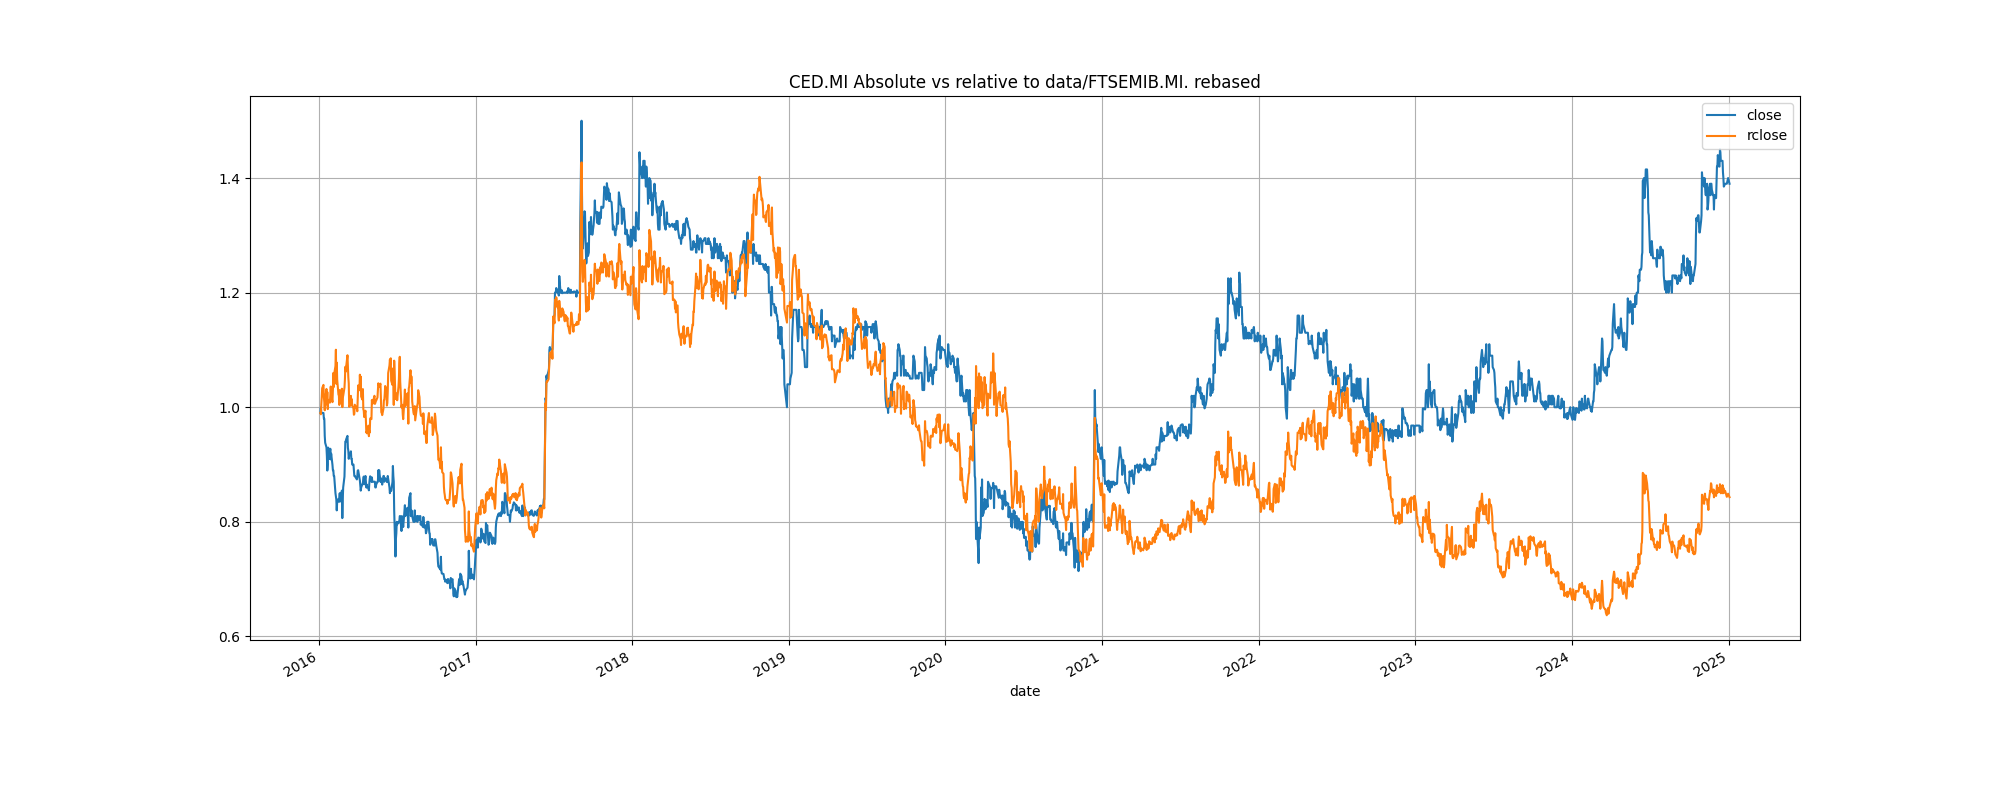 CED.MI Absolute vs relative to data/FTSEMIB.MI. rebased
close
rclose
1.4
1.2
1.0
0.8
0.6
2016 2017 2018 2019 2020 2021 2022 2023 2024 2025
date